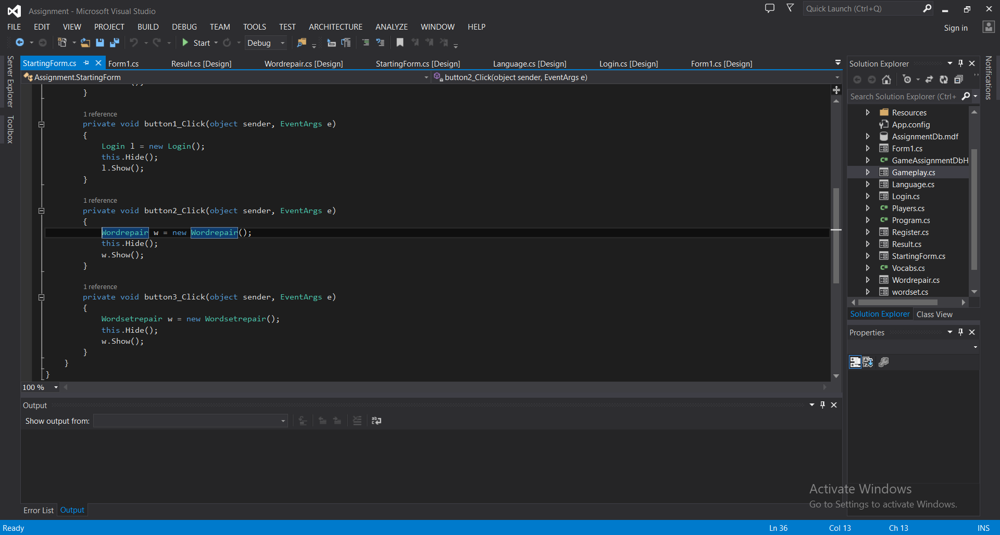 Assignment - Microsoft Visual Studio
Quick Launch (Ctrl+Q)
FILE EDIT VIEW PROJECT BUILD DEBUG TEAM TOOLS TEST ARCHITECTURE ANALYZE WINDOW HELP
Sign in
Start Debug
Server Explorer
Toolbox
StartingForm.cs Form1.cs Result.cs [Design] Wordrepair.cs [Design] StartingForm.cs [Design] Language.cs [Design] Login.cs [Design] Form1.cs [Design]
Assignment.StartingForm button2_Click(object sender, EventArgs e)
}
1 reference
private void button1_Click(object sender, EventArgs e)
{
Login l = new Login();
this.Hide();
l.Show();
}
1 reference
private void button2_Click(object sender, EventArgs e)
{
Wordrepair w = new Wordrepair();
this.Hide();
w.Show();
}
1 reference
private void button3_Click(object sender, EventArgs e)
{
Wordsetrepair w = new Wordsetrepair();
this.Hide();
w.Show();
}
}
}
100 %
Output
Show output from:
Error List Output
Solution Explorer
Search Solution Explorer (Ctrl+
Resources
App.config
AssignmentDb.mdf
Form1.cs
GameAssignmentDbH
Gameplay.cs
Language.cs
Login.cs
Players.cs
Program.cs
Register.cs
Result.cs
StartingForm.cs
Vocabs.cs
Wordrepair.cs
wordset.cs
Solution Explorer Class View
Properties
Notifications
Activate Windows
Go to Settings to activate Windows.
Ready Ln 36 Col 13 Ch 13 INS